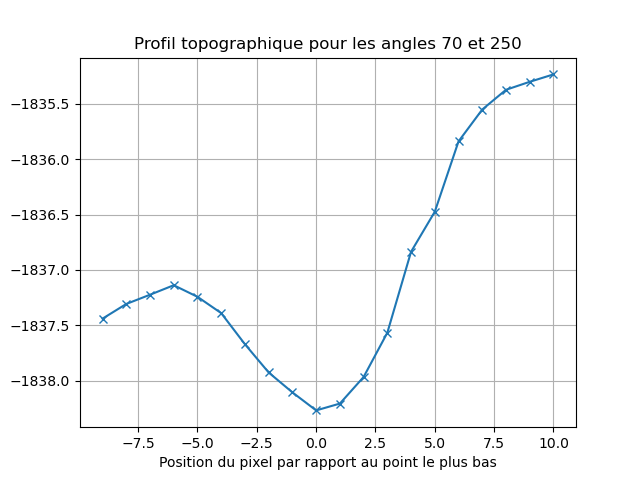 Profil topographique pour les angles 70 et 250
−1835.5
−1836.0
−1836.5
−1837.0
−1837.5
−1838.0
−7.5 −5.0 −2.5 0.0 2.5 5.0 7.5 10.0
Position du pixel par rapport au point le plus bas